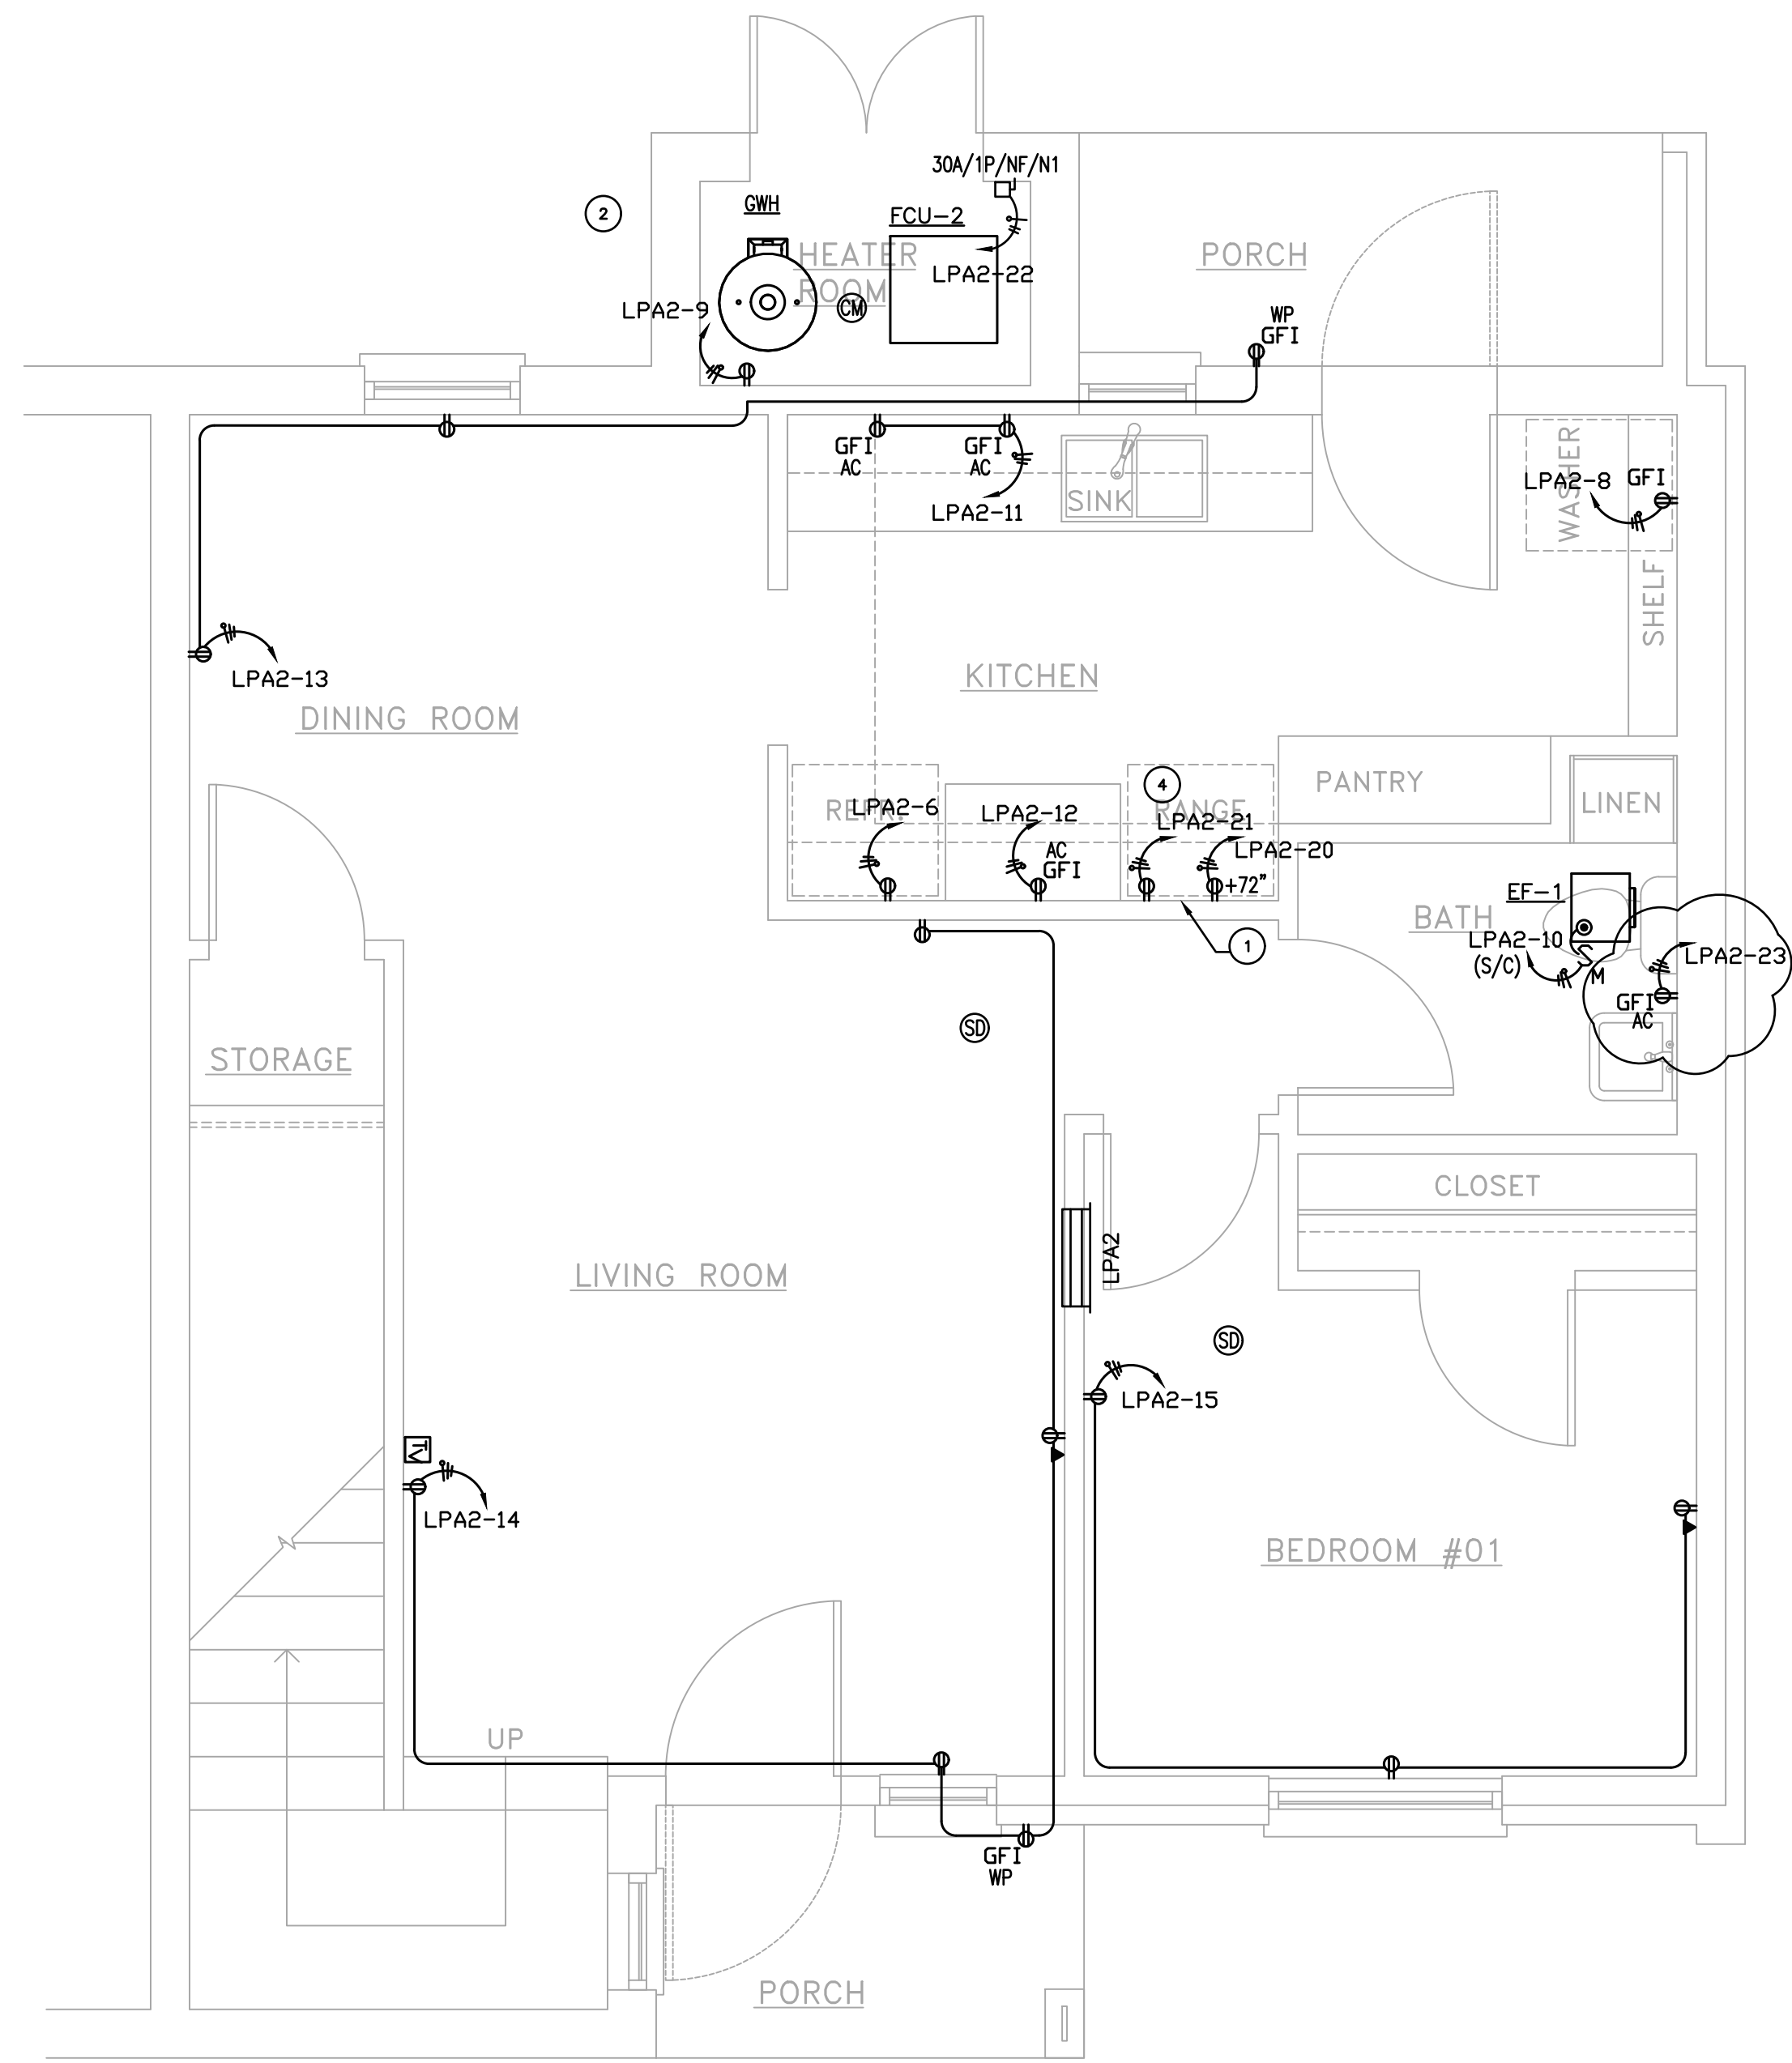 30A/1P/NF/N1
GWH
2
FCU-2
HEATER
ROOM
PORCH
LPA2-22
LPA2-9
CM
WP
GFI
GFI
AC
GFI
AC
SINK
LPA2-11
WASHER
LPA2-8
GFI
SHELF
LPA2-13
KITCHEN
DINING ROOM
4
PANTRY
LINEN
REFR.
LPA2-6
LPA2-12
RANGE
LPA2-21
AC
GFI
LPA2-20
+72"
EF-1
BATH
1
LPA2-10
(S/C)
M
LPA2-23
GFI
AC
SD
STORAGE
CLOSET
LPA2
LIVING ROOM
SD
LPA2-15
TV
LPA2-14
BEDROOM #01
UP
GFI
WP
PORCH